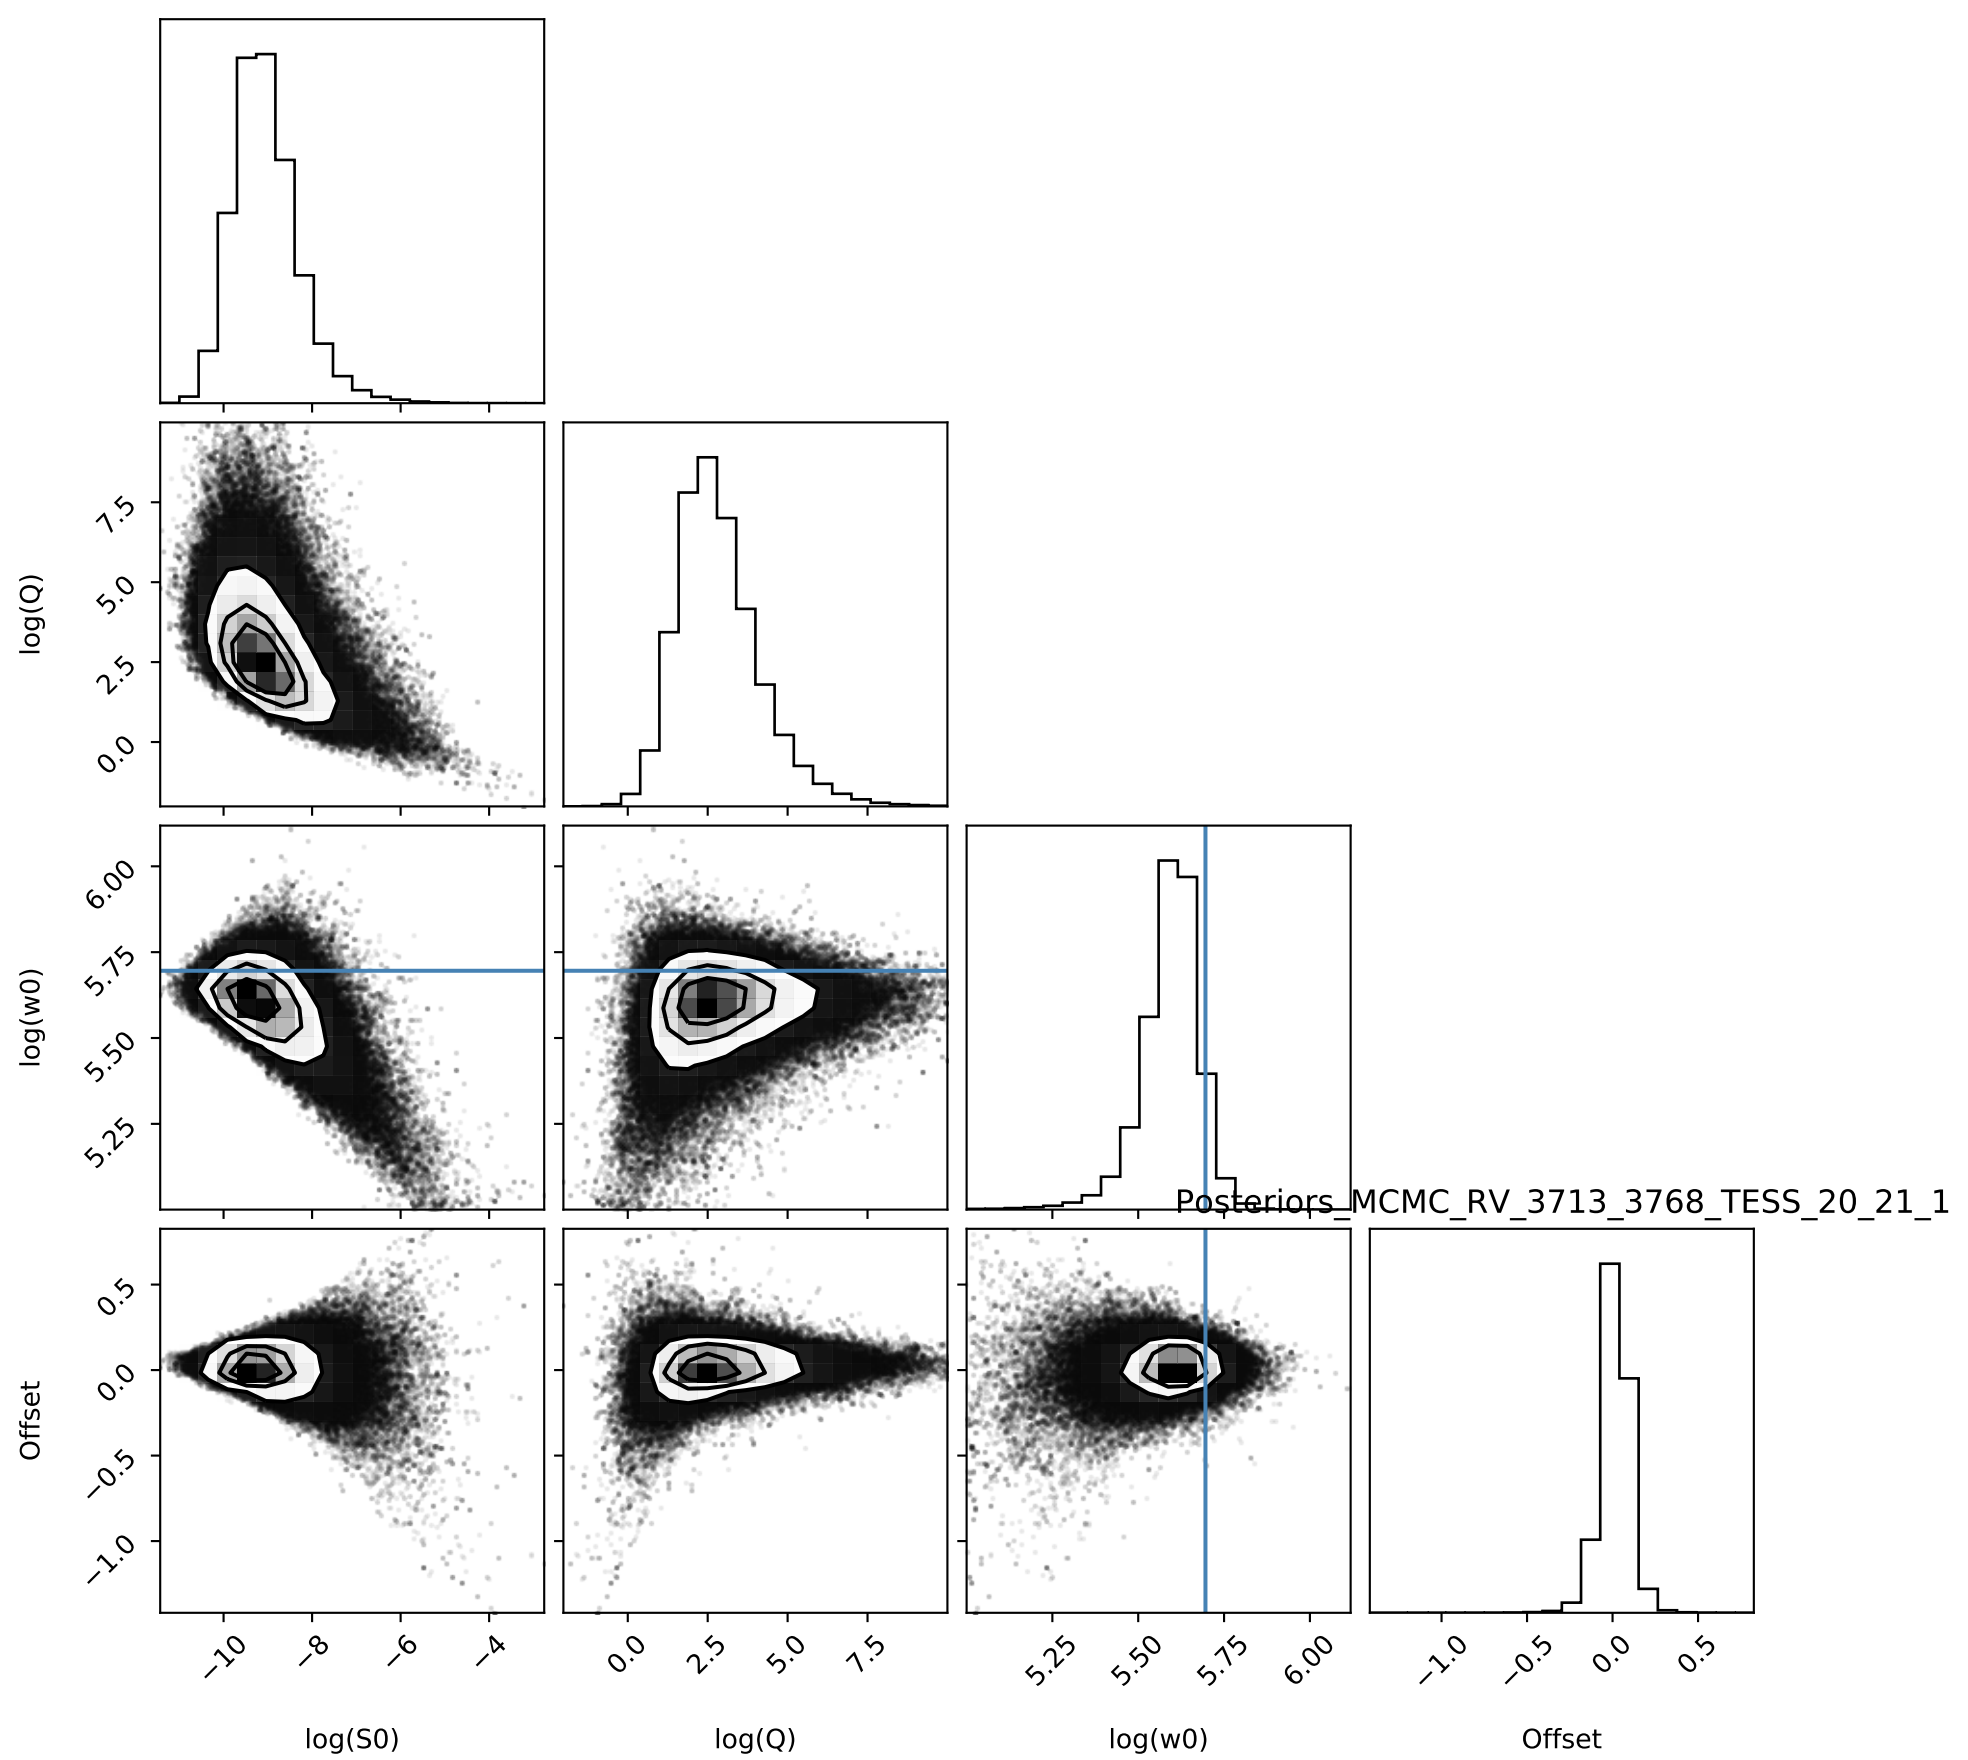 log(Q)
7.5
5.0
2.5
0.0
log(w0)
6.00
5.75
5.50
5.25
Posteriors_MCMC_RV_3713_3768_TESS_20_21_1
Offset
0.5
0.0
−0.5
−1.0
−10 −8 −6 −4 0.0 2.5 5.0 7.5 5.25 5.50 5.75 6.00 −1.0 −0.5 0.0 0.5
log(S0) log(Q) log(w0) Offset